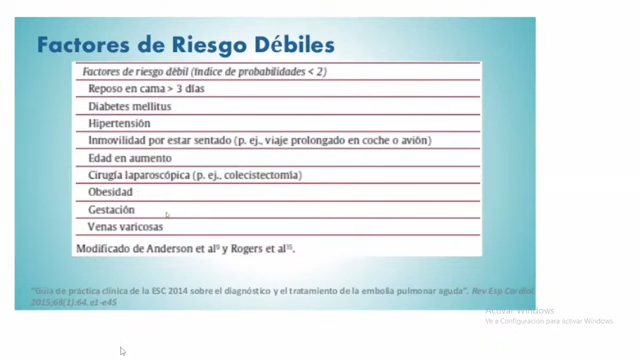 Factores de Riesgo Débiles
Factores de riesgo débil (índice de probabilidades < 2)
Reposo en cama > 3 días
Diabetes mellitus
Hipertensión
Inmovilidad por estar sentado (p. ej., viaje prolongado en coche o avión)
Edad en aumento
Cirugía laparoscópica (p. ej., colecistectomía)
Obesidad
Gestación
Venas varicosas
Modificado de Anderson et al⁹ y Rogers et al¹⁵.
"Guía de práctica clínica de la ESC 2014 sobre el diagnóstico y el tratamiento de la embolia pulmonar aguda". Rev Esp Cardiol.
2015;68(1):64.e1-e45
Activar Windows
Ve a Configuración para activar Windows.